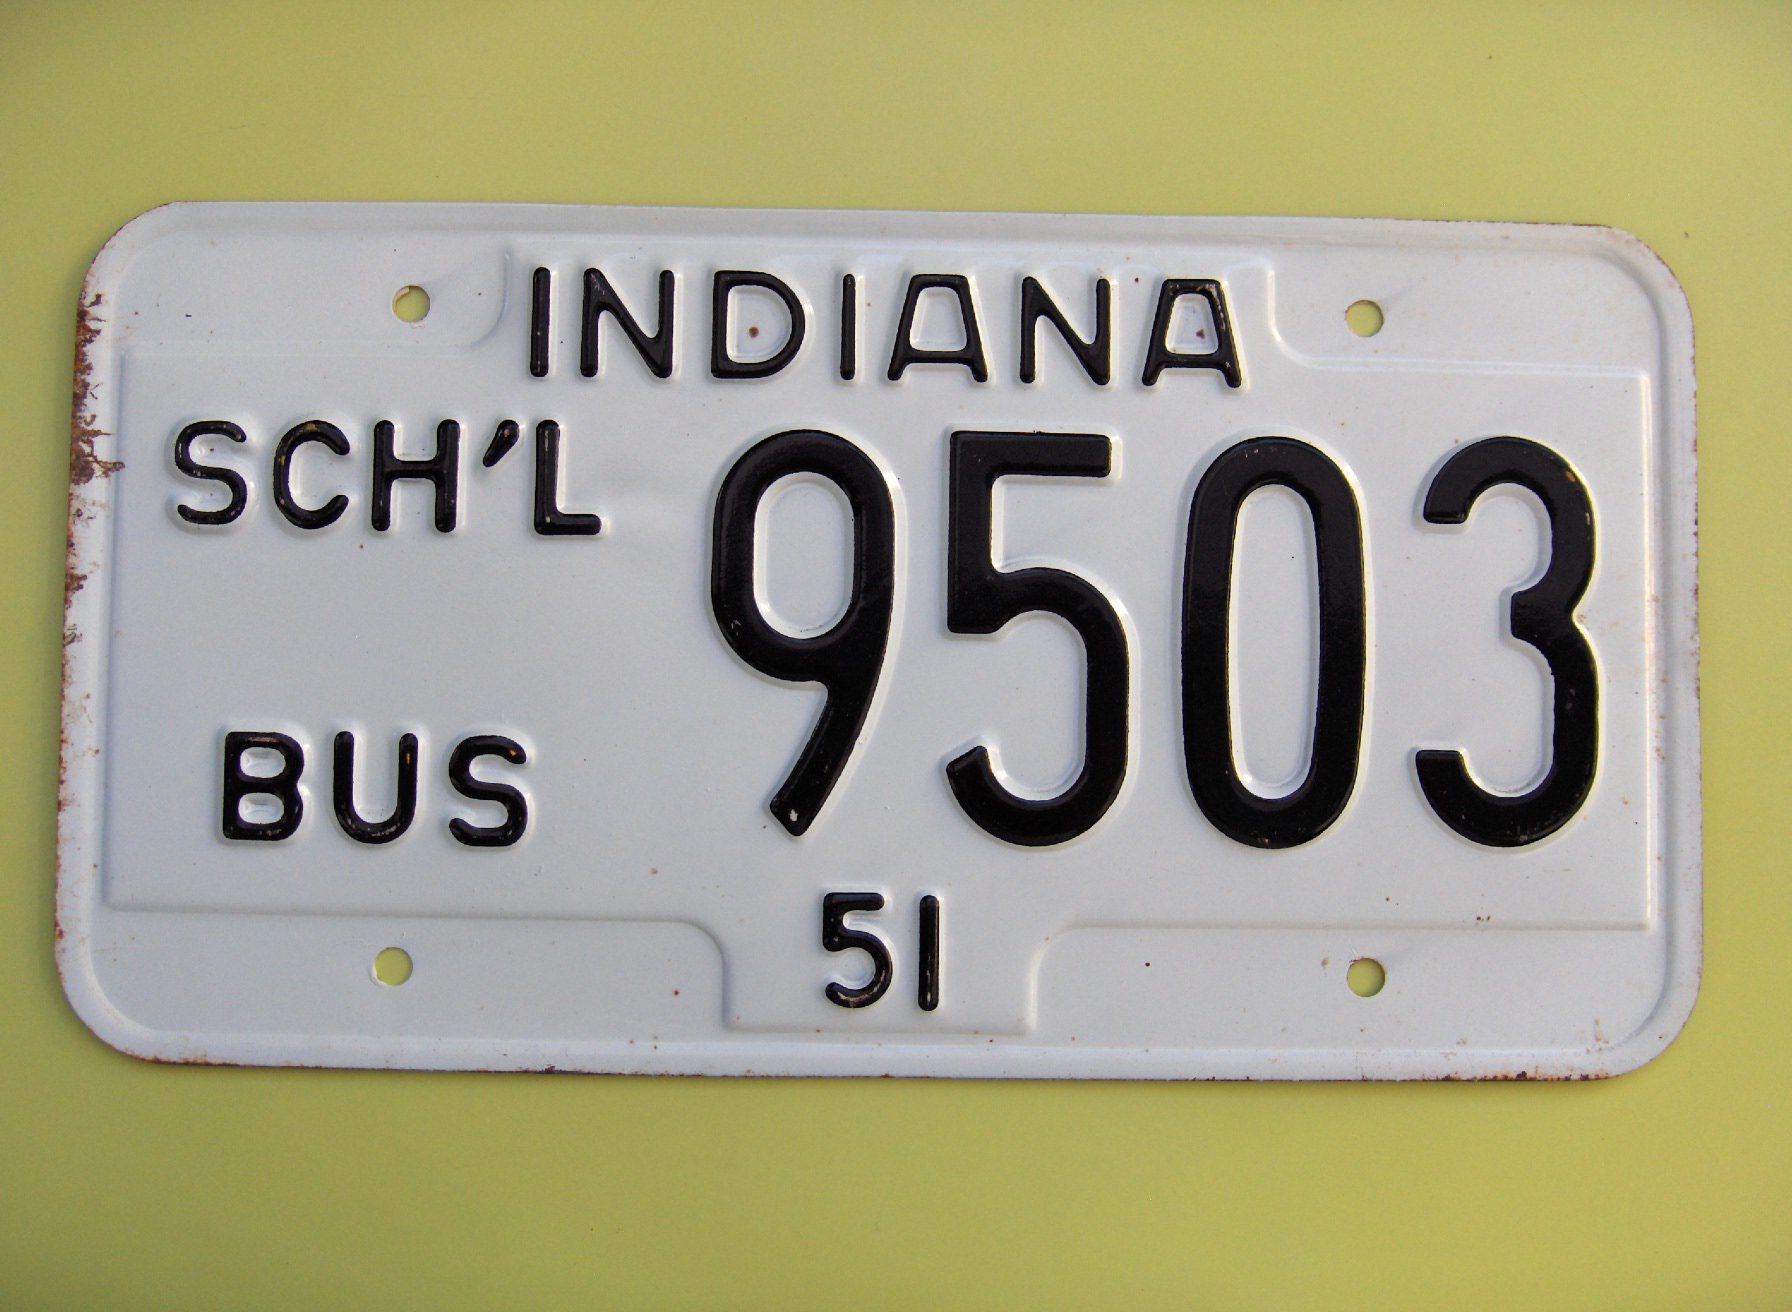 INDIANA
SCH'L 9503
BUS
51